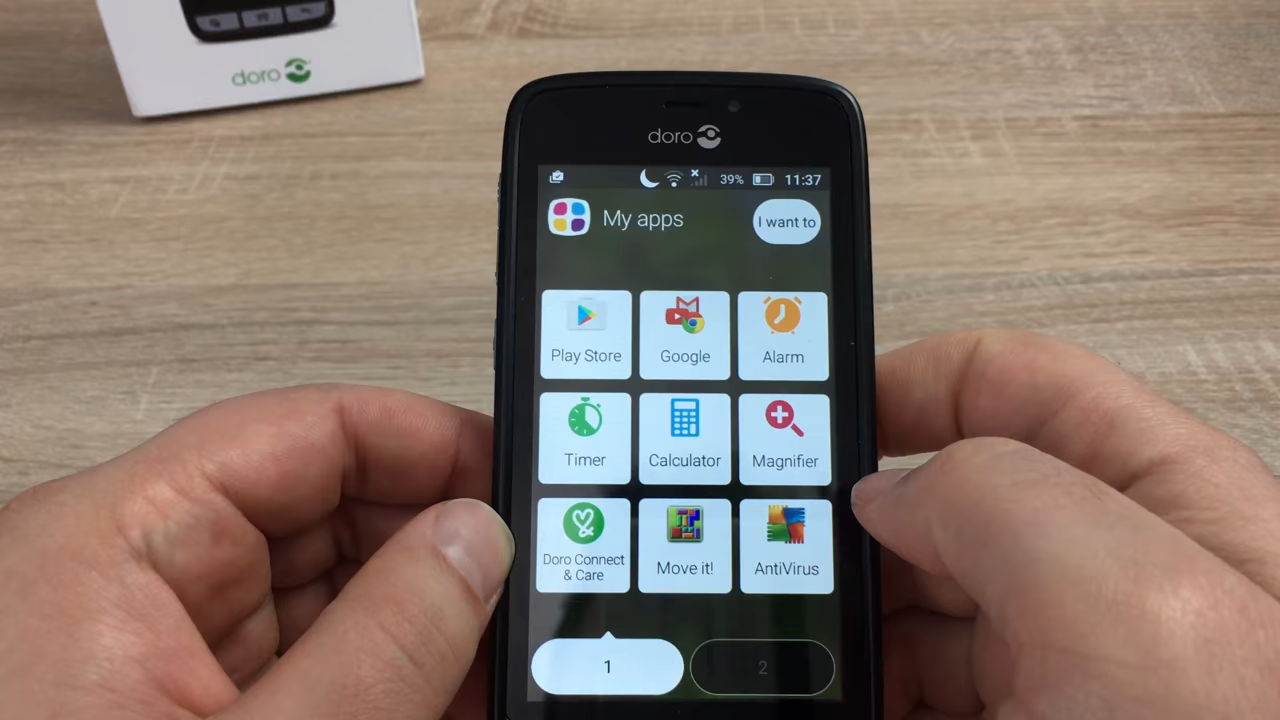 doro
doro
39% 11:37
My apps
I want to
Play Store
Google
Alarm
Timer
Calculator
Magnifier
Doro Connect
& Care
Move it!
AntiVirus
1
2